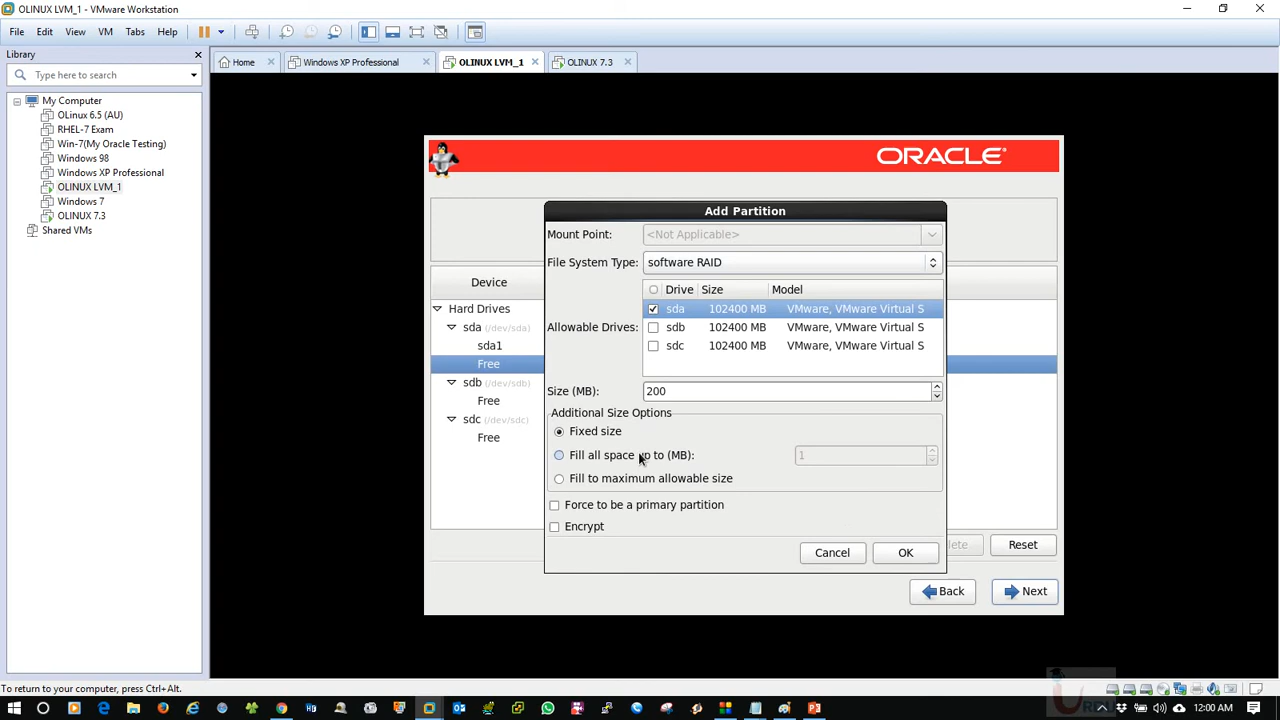 OLINUX LVM_1 - VMware Workstation
File Edit View VM Tabs Help
Library
Type here to search
My Computer
OLinux 6.5 (AU)
RHEL-7 Exam
Win-7(My Oracle Testing)
Windows 98
Windows XP Professional
OLINUX LVM_1
Windows 7
OLINUX 7.3
Shared VMs
Home Windows XP Professional OLINUX LVM_1 OLINUX 7.3
ORACLE®
Device
Hard Drives
sda (/dev/sda)
sda1
Free
sdb (/dev/sdb)
Free
sdc (/dev/sdc)
Free
Add Partition
Mount Point: <Not Applicable>
File System Type: software RAID
Allowable Drives:
Drive Size Model
sda 102400 MB VMware, VMware Virtual S
sdb 102400 MB VMware, VMware Virtual S
sdc 102400 MB VMware, VMware Virtual S
Size (MB): 200
Additional Size Options
Fixed size
Fill all space up to (MB): 1
Fill to maximum allowable size
Force to be a primary partition
Encrypt
Cancel OK
lete Reset
Back Next
To return to your computer, press Ctrl+Alt.
12:00 AM